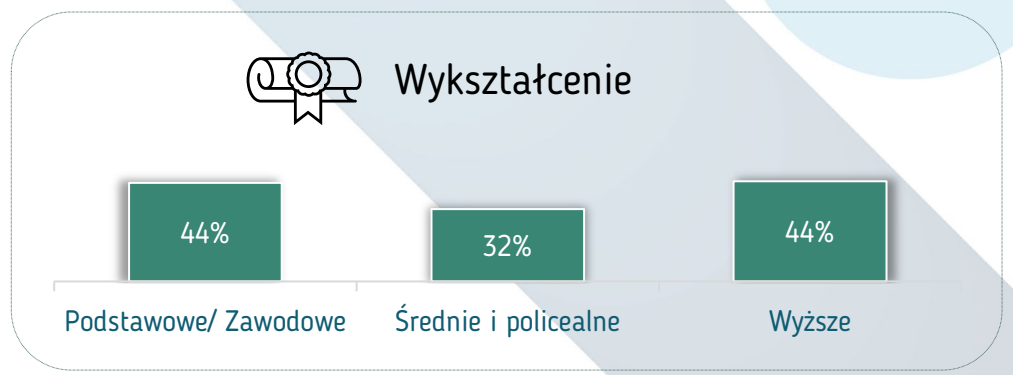 Wykształcenie
44%
32%
44%
Podstawowe/ Zawodowe
Średnie i policealne
Wyższe